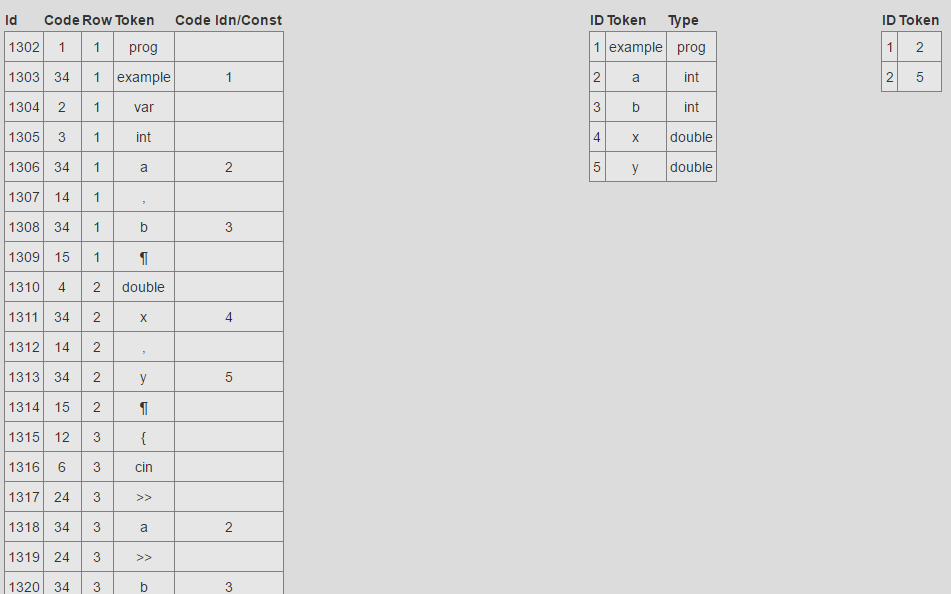 Id Code Row Token Code Idn/Const
1302 1 1 prog
1303 34 1 example 1
1304 2 1 var
1305 3 1 int
1306 34 1 a 2
1307 14 1 ,
1308 34 1 b 3
1309 15 1 ¶
1310 4 2 double
1311 34 2 x 4
1312 14 2 ,
1313 34 2 y 5
1314 15 2 ¶
1315 12 3 {
1316 6 3 cin
1317 24 3 >>
1318 34 3 a 2
1319 24 3 >>
1320 34 3 b 3
ID Token Type
1 example prog
2 a int
3 b int
4 x double
5 y double
ID Token
1 2
2 5